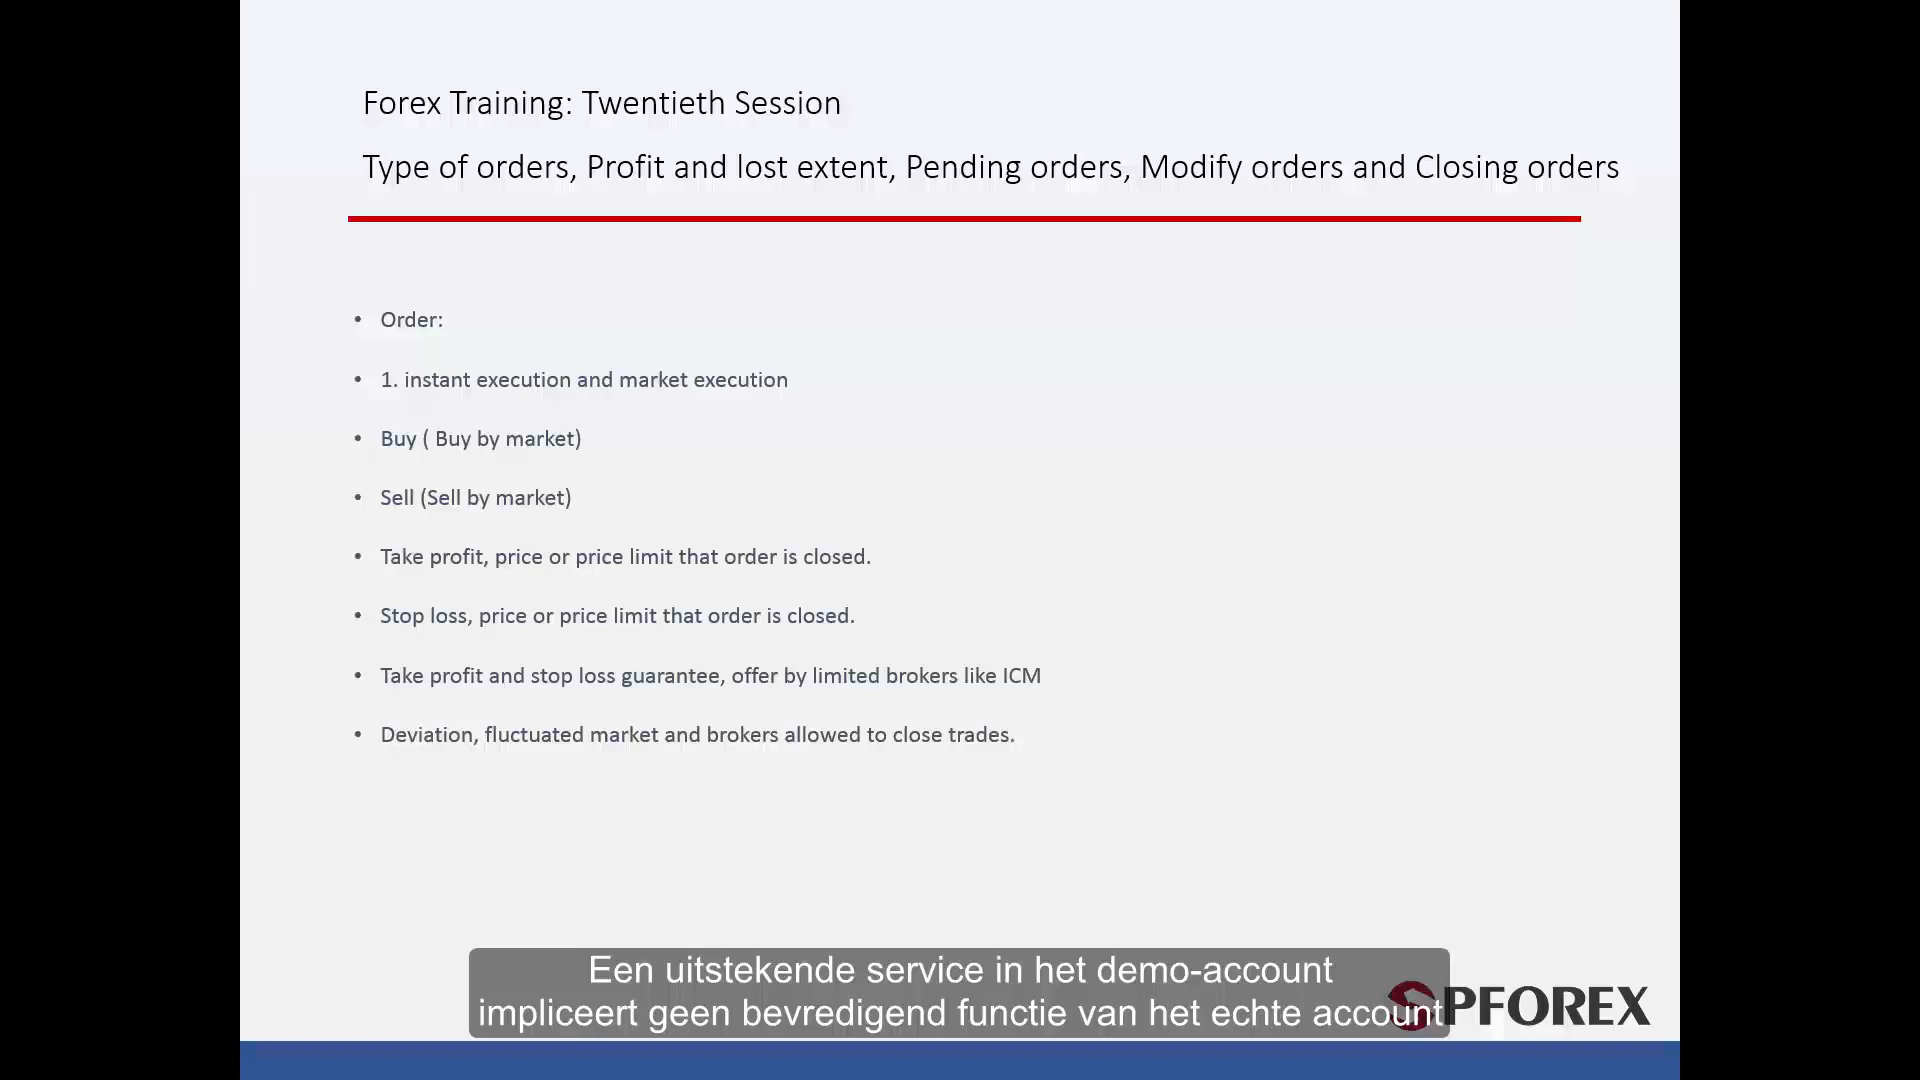 Forex Training: Twentieth Session
Type of orders, Profit and lost extent, Pending orders, Modify orders and Closing orders
• Order:
• 1. instant execution and market execution
• Buy ( Buy by market)
• Sell (Sell by market)
• Take profit, price or price limit that order is closed.
• Stop loss, price or price limit that order is closed.
• Take profit and stop loss guarantee, offer by limited brokers like ICM
• Deviation, fluctuated market and brokers allowed to close trades.
Een uitstekende service in het demo-account
impliceert geen bevredigend functie van het echte account
PFOREX